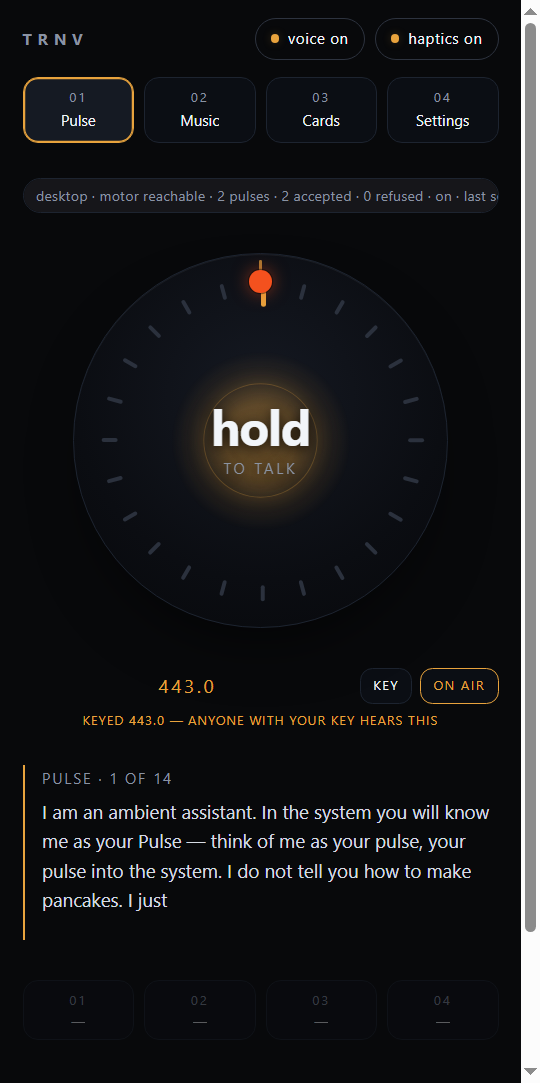 TRNV
voice on
haptics on
01
Pulse
02
Music
03
Cards
04
Settings
desktop · motor reachable · 2 pulses · 2 accepted · 0 refused · on · last
hold
TO TALK
443.0
KEY
ON AIR
KEYED 443.0 — ANYONE WITH YOUR KEY HEARS THIS
PULSE · 1 OF 14
I am an ambient assistant. In the system you will know
me as your Pulse — think of me as your pulse, your
pulse into the system. I do not tell you how to make
pancakes. I just
01
—
02
—
03
—
04
—